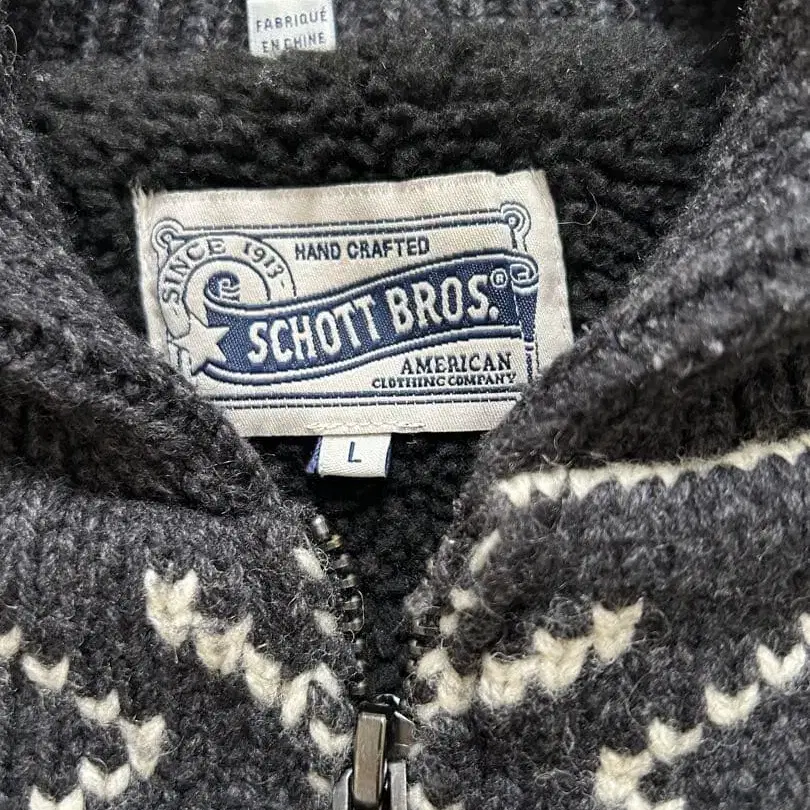 FABRIQUÉ
EN CHINE
SINCE 1913
HAND CRAFTED
SCHOTT BROS.®
AMERICAN
CLOTHING COMPANY
L